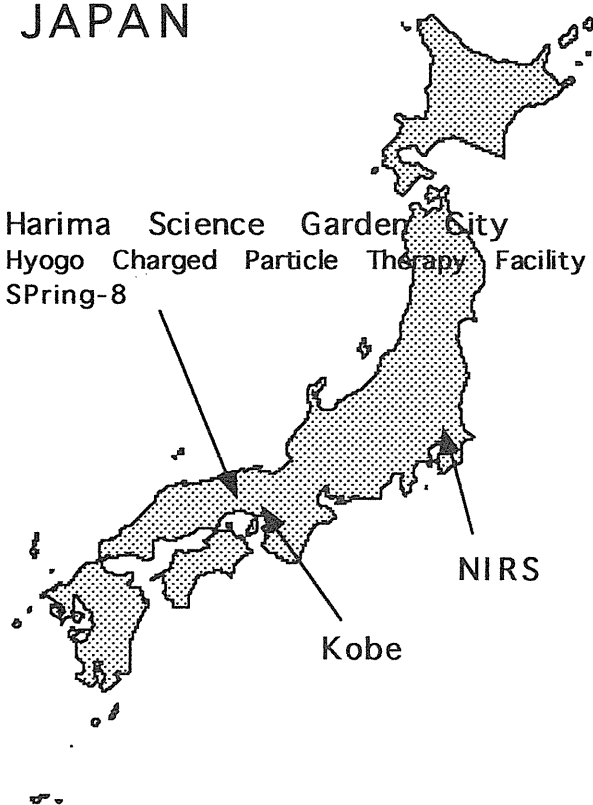 JAPAN
Harima Science Garden City
Hyogo Charged Particle Therapy Facility
SPring-8
NIRS
Kobe